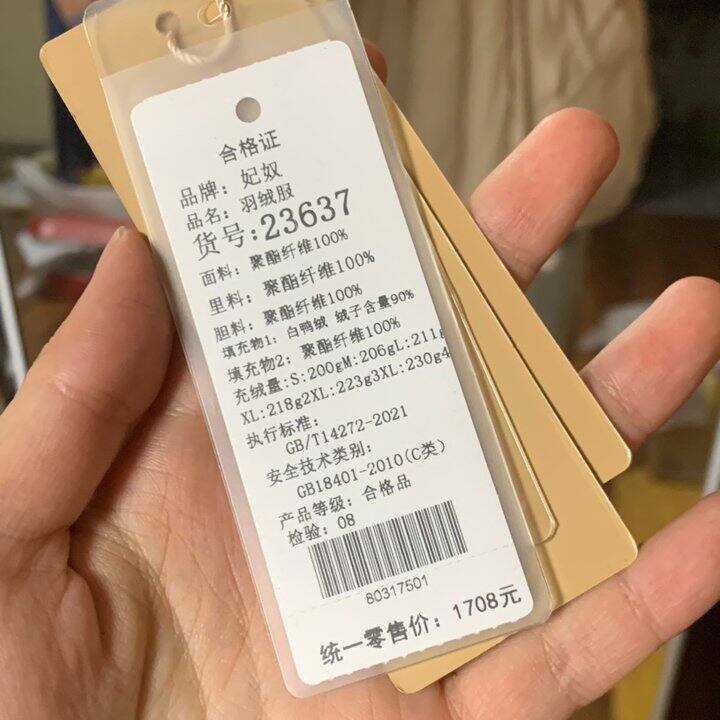 合格证
品牌：妃奴
品名：羽绒服
货号:23637
面料：聚酯纤维100%
里料：聚酯纤维100%
胆料：聚酯纤维100%
填充物1：白鸭绒 绒子含量90%
填充物2：聚酯纤维100%
充绒量:S:200gM:206gL:211g
XL:218g2XL:223g3XL:230g4
执行标准：
GB/T14272-2021
安全技术类别：
GB18401-2010(C类)
产品等级：合格品
检验：08
80317501
统一零售价：1708元